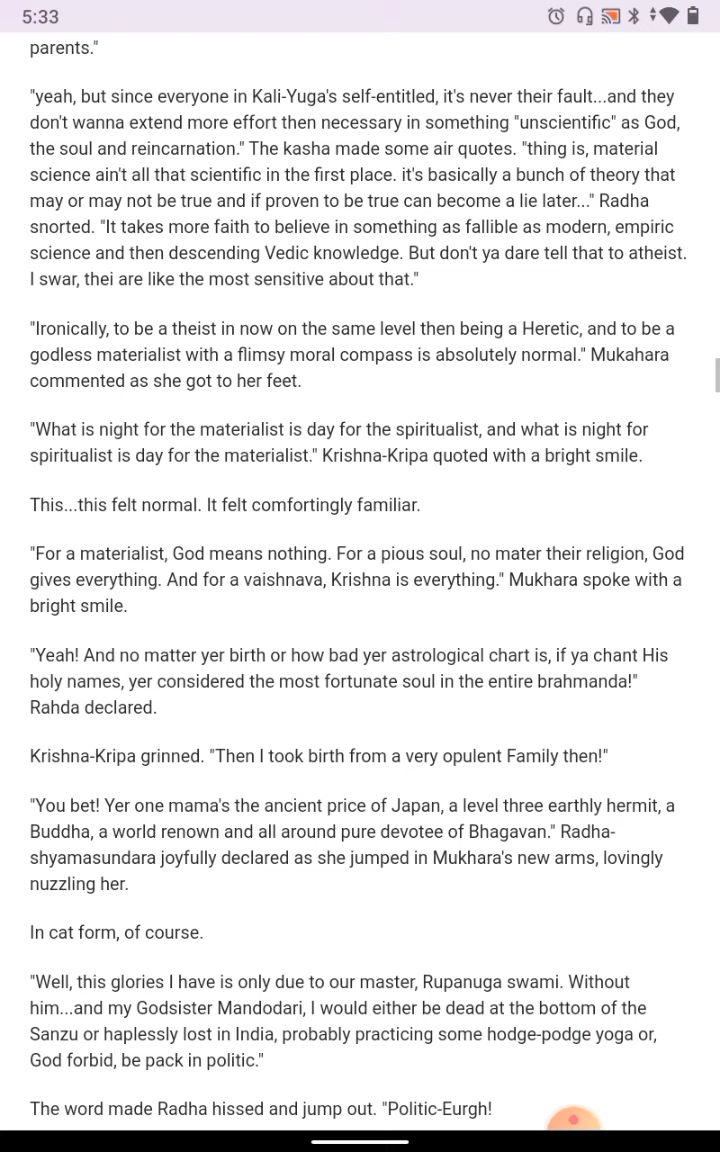 5:33
parents."
"yeah, but since everyone in Kali-Yuga's self-entitled, it's never their fault...and they
don't wanna extend more effort then necessary in something "unscientific" as God,
the soul and reincarnation." The kasha made some air quotes. "thing is, material
science ain't all that scientific in the first place. it's basically a bunch of theory that
may or may not be true and if proven to be true can become a lie later..." Radha
snorted. "It takes more faith to believe in something as fallible as modern, empiric
science and then descending Vedic knowledge. But don't ya dare tell that to atheist.
I swar, thei are like the most sensitive about that."
"Ironically, to be a theist in now on the same level then being a Heretic, and to be a
godless materialist with a flimsy moral compass is absolutely normal." Mukahara
commented as she got to her feet.
"What is night for the materialist is day for the spiritualist, and what is night for
spiritualist is day for the materialist." Krishna-Kripa quoted with a bright smile.
This...this felt normal. It felt comfortingly familiar.
"For a materialist, God means nothing. For a pious soul, no mater their religion, God
gives everything. And for a vaishnava, Krishna is everything." Mukhara spoke with a
bright smile.
"Yeah! And no matter yer birth or how bad yer astrological chart is, if ya chant His
holy names, yer considered the most fortunate soul in the entire brahmanda!"
Rahda declared.
Krishna-Kripa grinned. "Then I took birth from a very opulent Family then!"
"You bet! Yer one mama's the ancient price of Japan, a level three earthly hermit, a
Buddha, a world renown and all around pure devotee of Bhagavan." Radha-
shyamasundara joyfully declared as she jumped in Mukhara's new arms, lovingly
nuzzling her.
In cat form, of course.
"Well, this glories I have is only due to our master, Rupanuga swami. Without
him...and my Godsister Mandodari, I would either be dead at the bottom of the
Sanzu or haplessly lost in India, probably practicing some hodge-podge yoga or,
God forbid, be pack in politic."
The word made Radha hissed and jump out. "Politic-Eurgh!